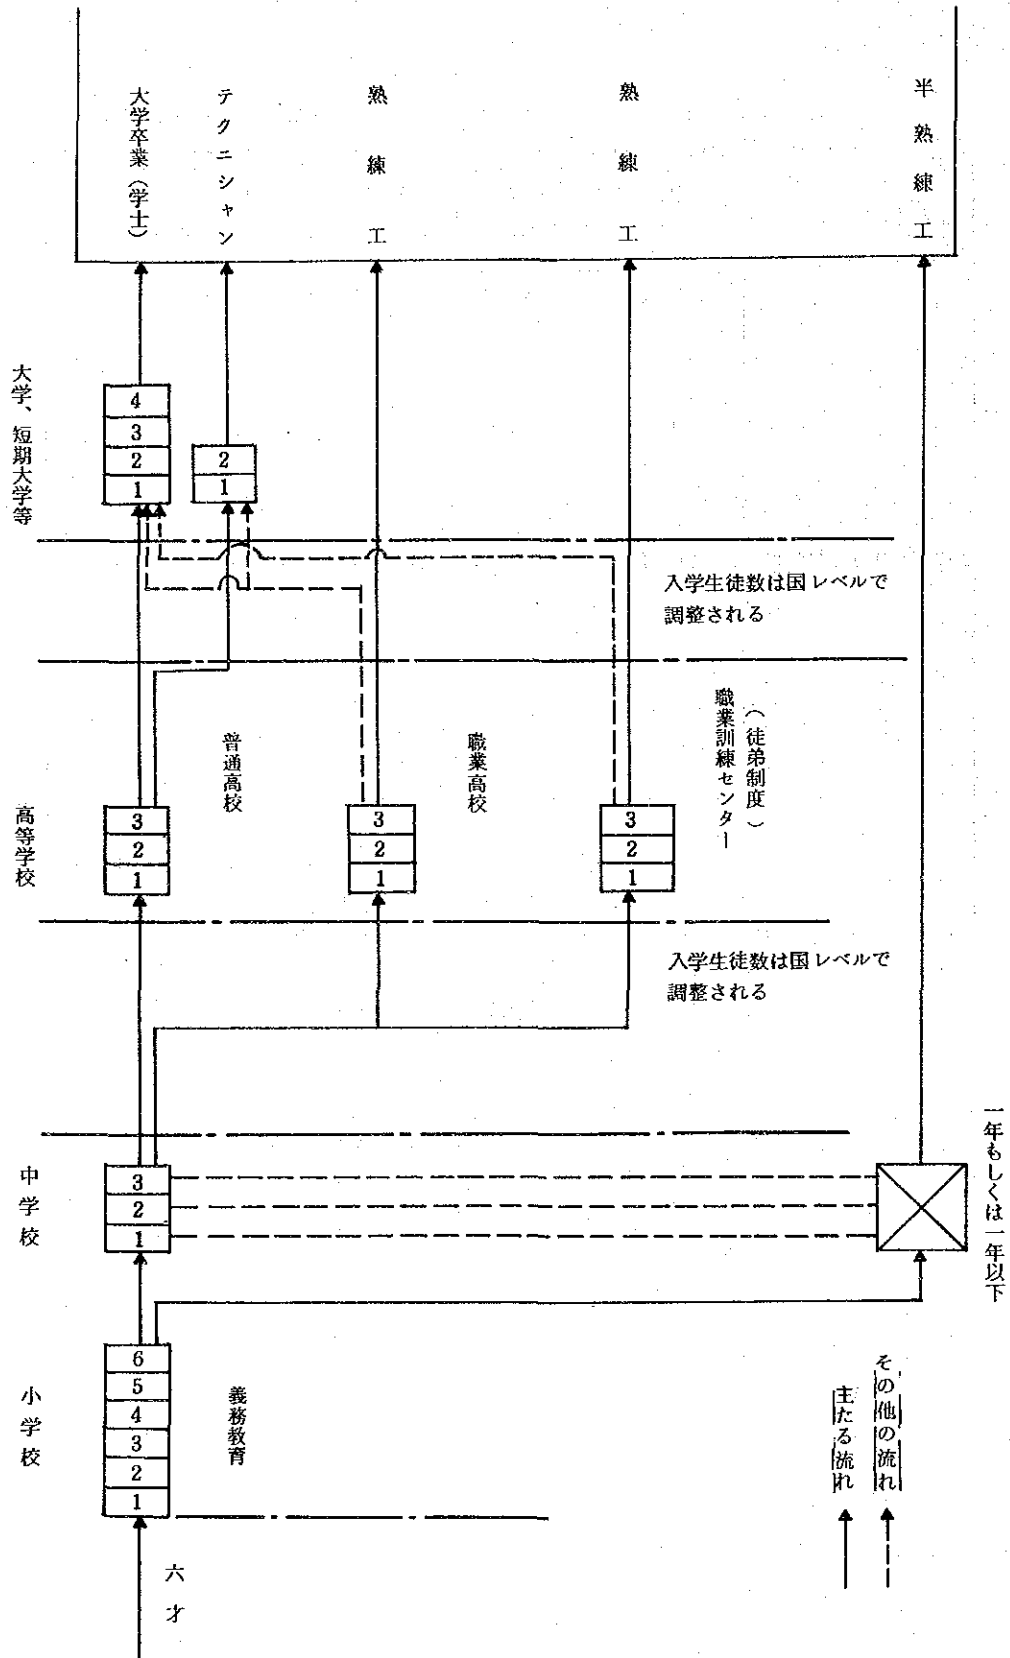 大学卒業(学士)
テクニシャン
熟練工
熟練工
半熟練工
大学、短期大学等
4
3
2
1
2
1
入学生徒数は国レベルで
調整される
高等学校
普通高校
職業高校
職業訓練センター
(徒弟制度)
3
2
1
3
2
1
3
2
1
入学生徒数は国レベルで
調整される
中学校
3
2
1
一年もしくは一年以下
小学校
6
5
4
3
2
1
義務教育
六才
その他の流れ
主たる流れ